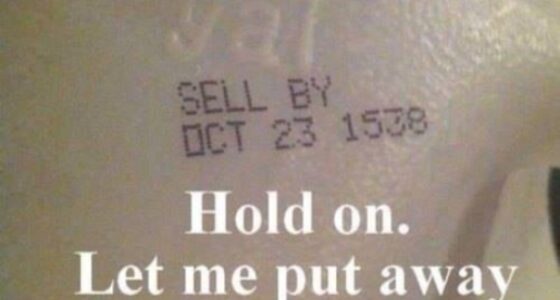 SELL BY
OCT 23 1538
Hold on.
Let me put away